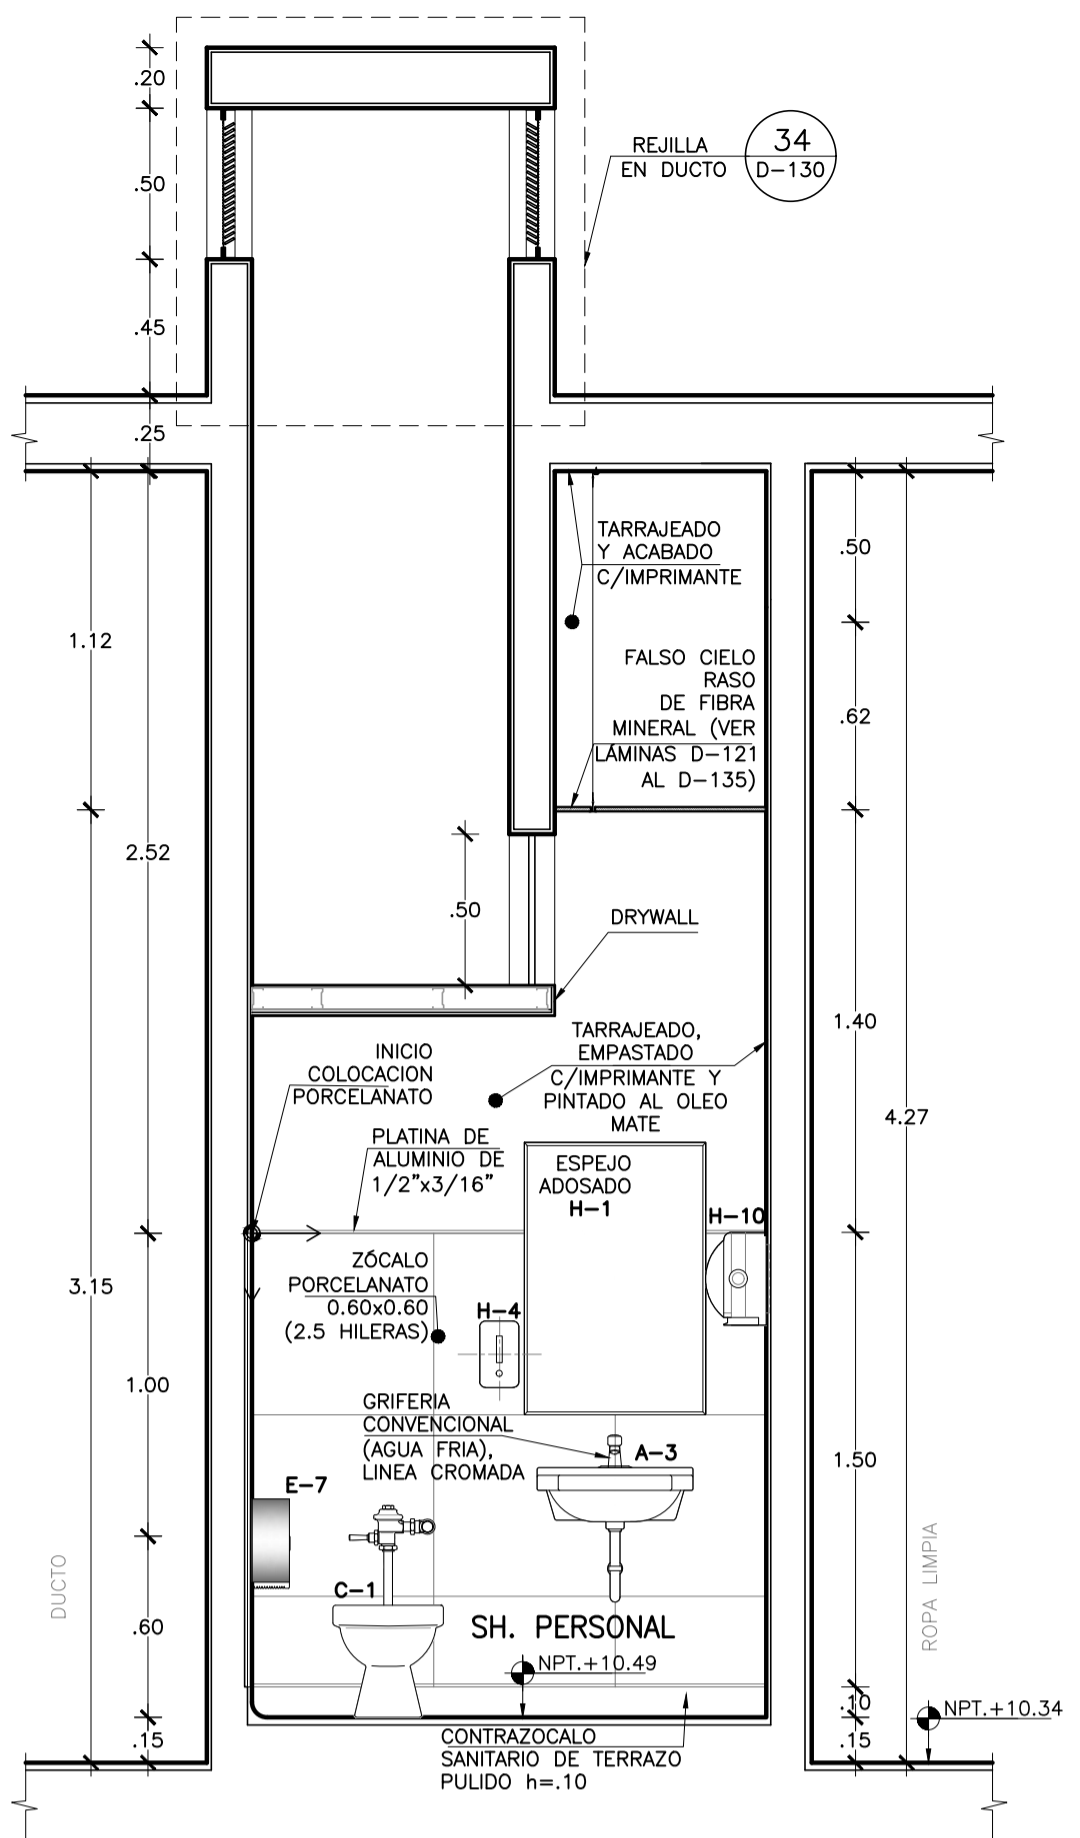 .20
.50
.45
.25
REJILLA
EN DUCTO
34
D-130
1.12
2.52
TARRAJEADO
Y ACABADO
C/IMPRIMANTE
FALSO CIELO
RASO
DE FIBRA
MINERAL (VER
LÁMINAS D-121
AL D-135)
.50
.62
.50
DRYWALL
TARRAJEADO,
EMPASTADO
C/IMPRIMANTE Y
PINTADO AL OLEO
MATE
1.40
4.27
INICIO
COLOCACION
PORCELANATO
PLATINA DE
ALUMINIO DE
1/2"x3/16"
ESPEJO
ADOSADO
H-1
H-10
3.15
ZÓCALO
PORCELANATO
0.60x0.60
(2.5 HILERAS)
H-4
1.00
GRIFERIA
CONVENCIONAL
(AGUA FRIA),
LINEA CROMADA
A-3
1.50
E-7
DUCTO
C-1
.60
SH. PERSONAL
NPT.+10.49
ROPA LIMPIA
.10
NPT.+10.34
.15
.15
CONTRAZOCALO
SANITARIO DE TERRAZO
PULIDO h=.10